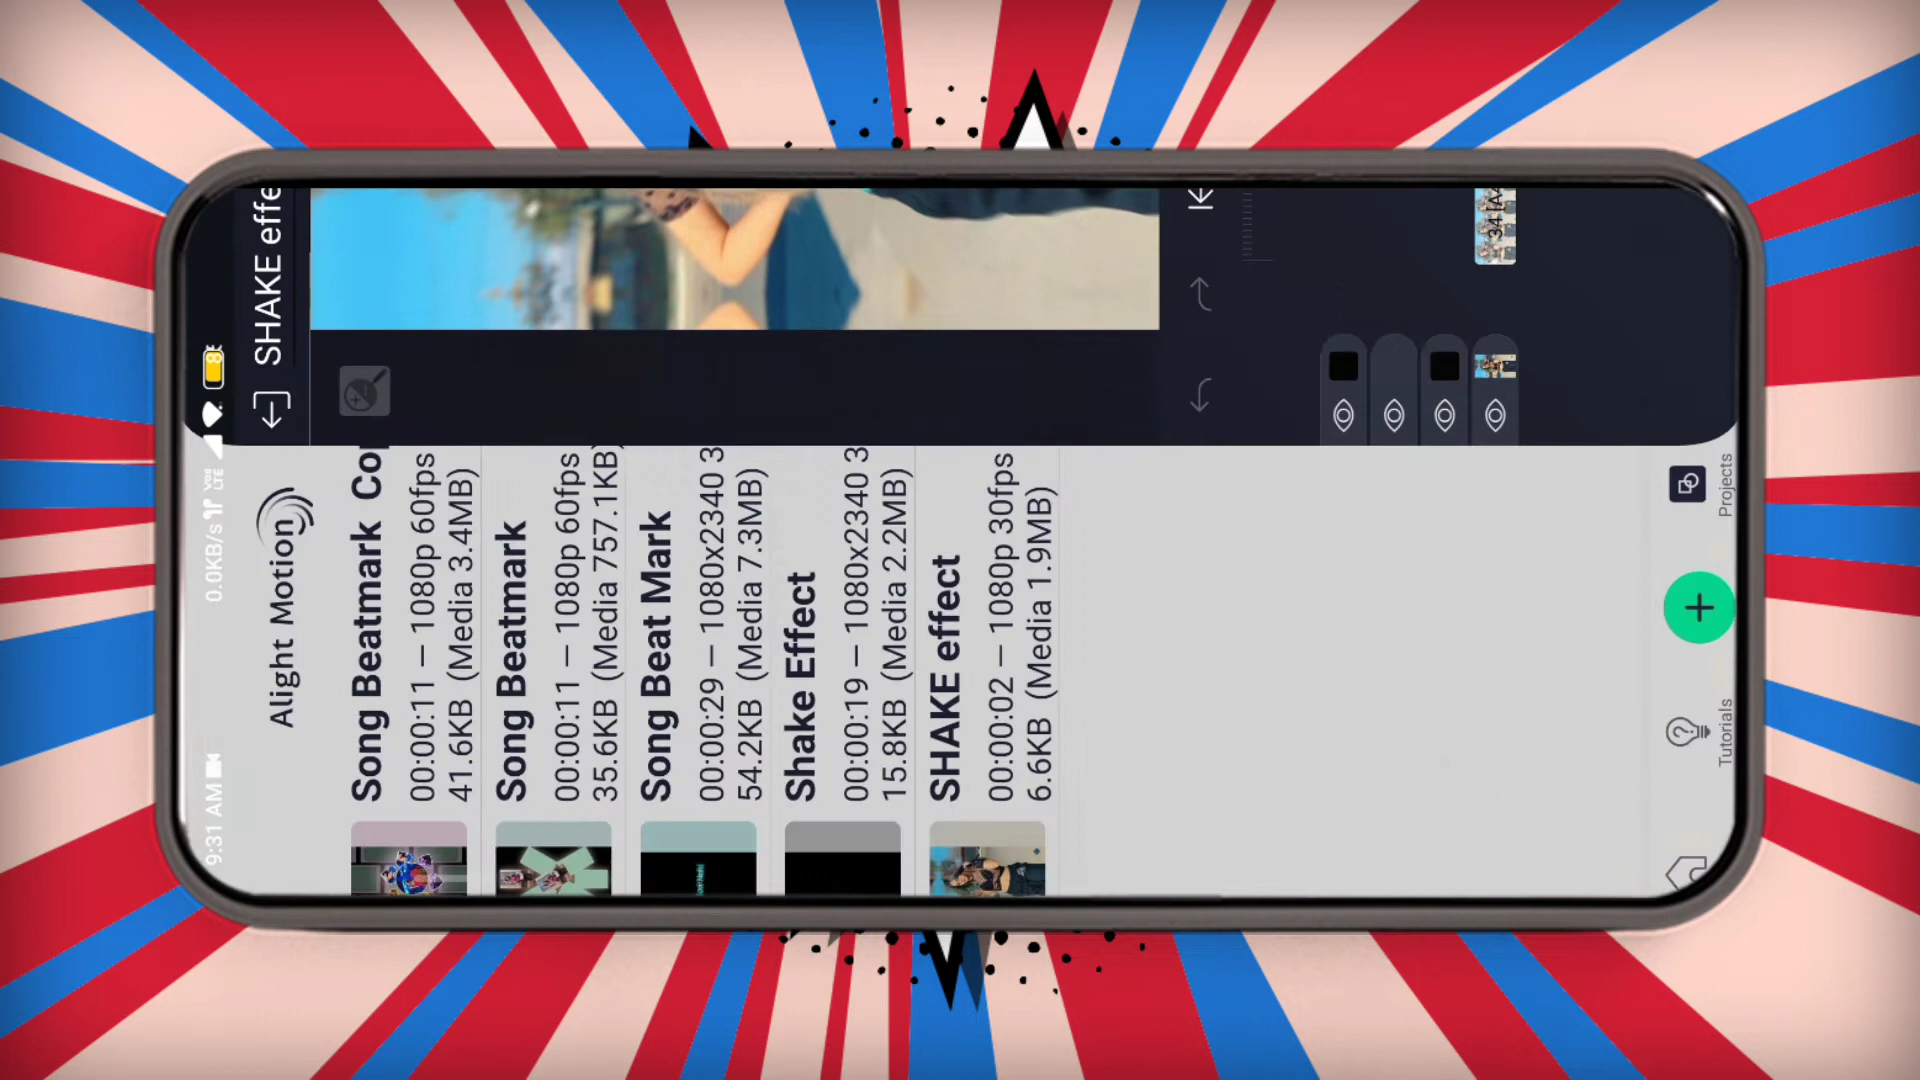 9:31 AM
0.0KB/s
Vo5G
LTE
8
SHAKE effe
Alight Motion
Song Beatmark Co
00:00:11 – 1080p 60fps
41.6KB (Media 3.4MB)
Song Beatmark
00:00:11 – 1080p 60fps
35.6KB (Media 757.1KB)
Song Beat Mark
00:00:29 – 1080x2340 3
54.2KB (Media 7.3MB)
Shake Effect
00:00:19 – 1080x2340 3
15.8KB (Media 2.2MB)
SHAKE effect
00:00:02 – 1080p 30fps
6.6KB (Media 1.9MB)
Projects
Tutorials